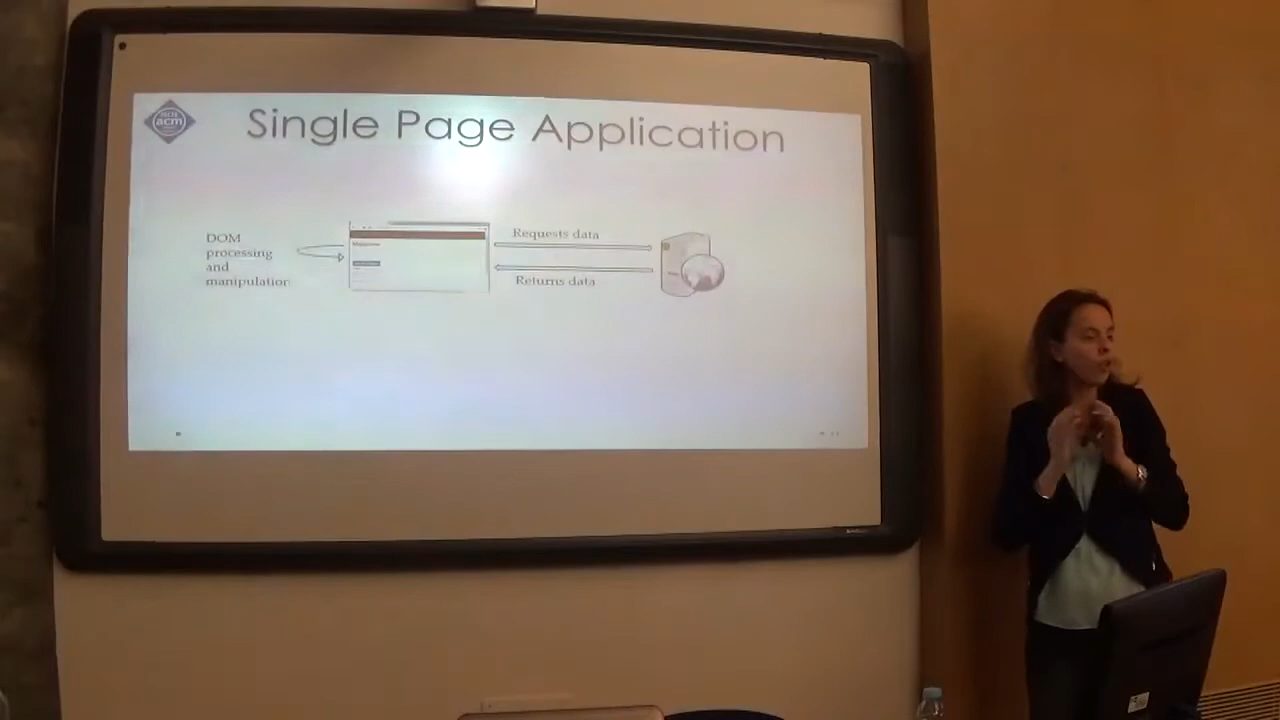 acm
Single Page Application
DOM
processing
and
manipulation
Requests data
Returns data